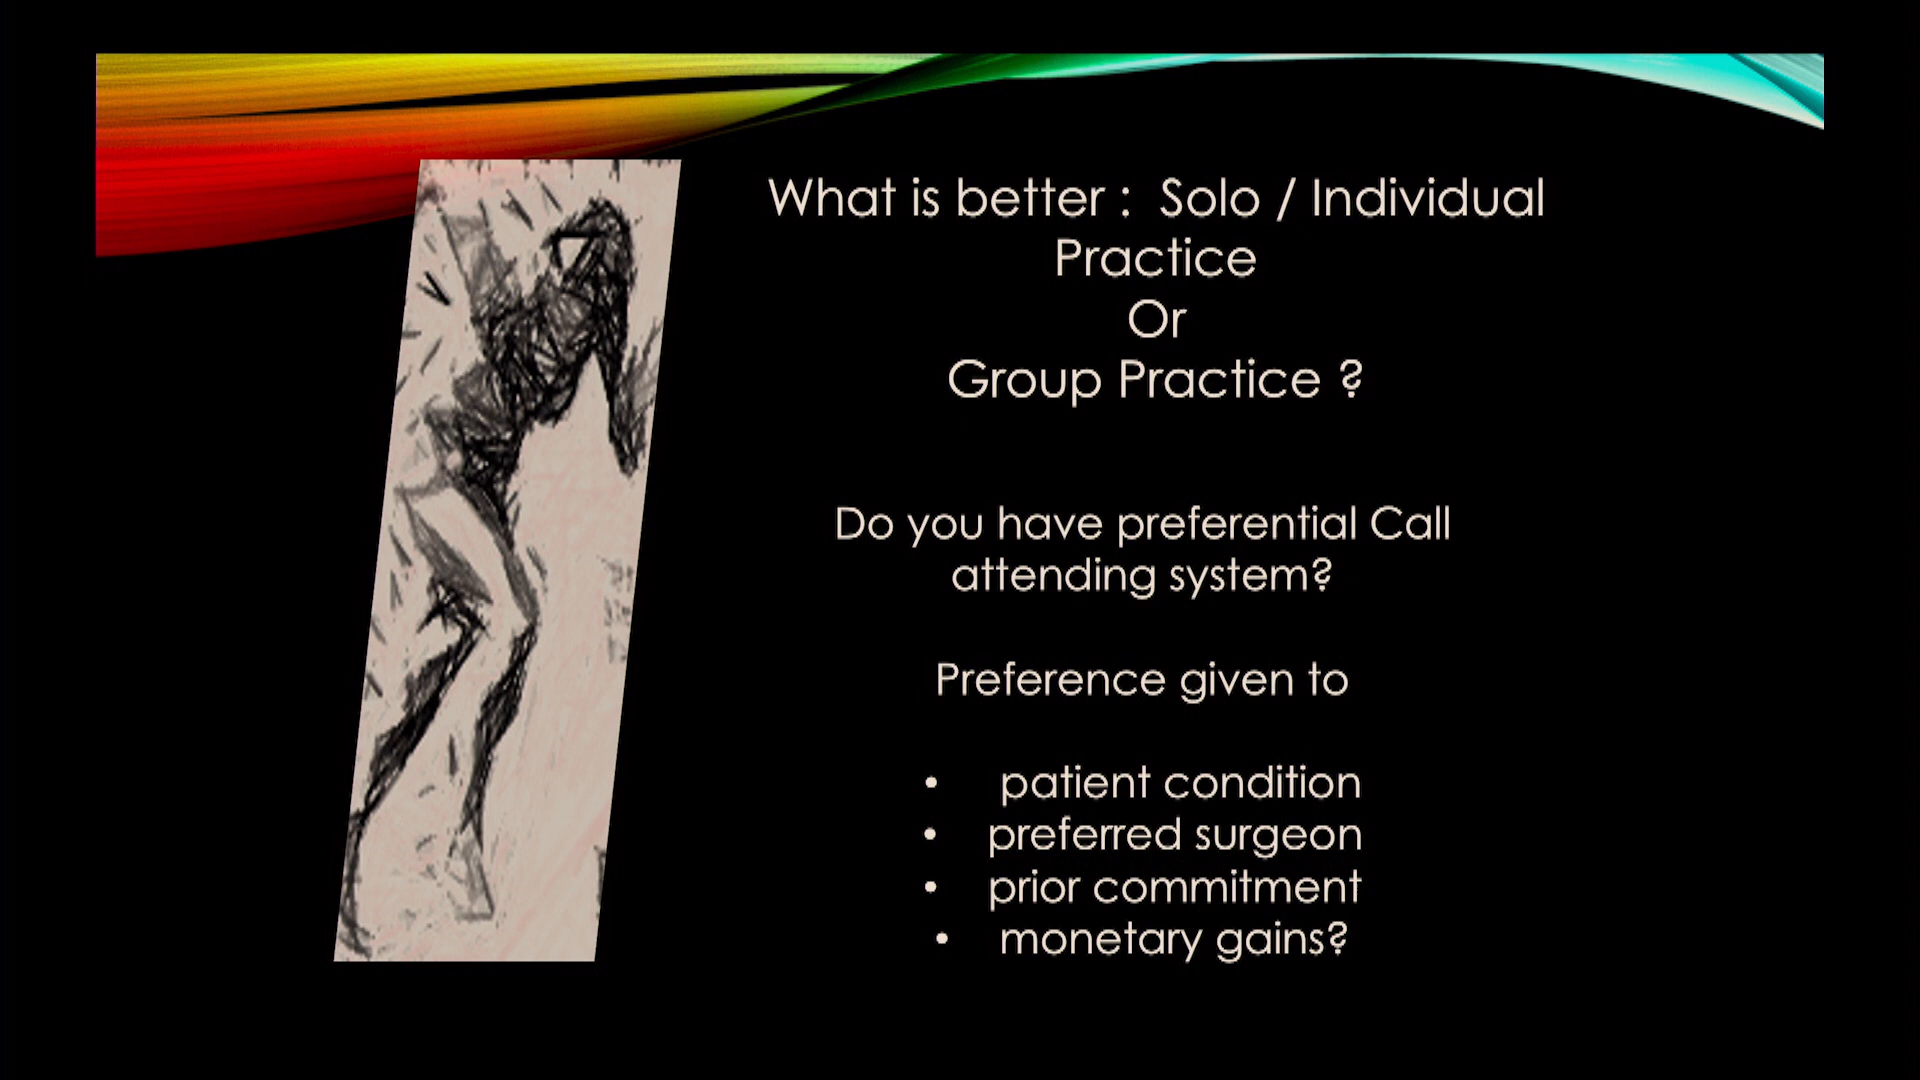 What is better :  Solo / Individual
Practice
Or
Group Practice ?
Do you have preferential Call
attending system?
Preference given to
• patient condition
• preferred surgeon
• prior commitment
• monetary gains?